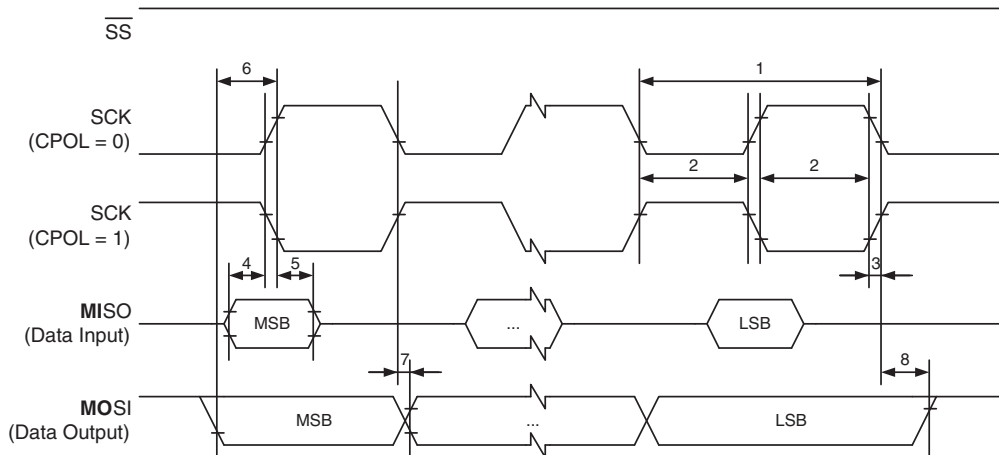 SS
6
1
SCK
(CPOL = 0)
2
2
SCK
(CPOL = 1)
4
5
3
MISO
(Data Input)
MSB
...
LSB
7
8
MOSI
(Data Output)
MSB
...
LSB